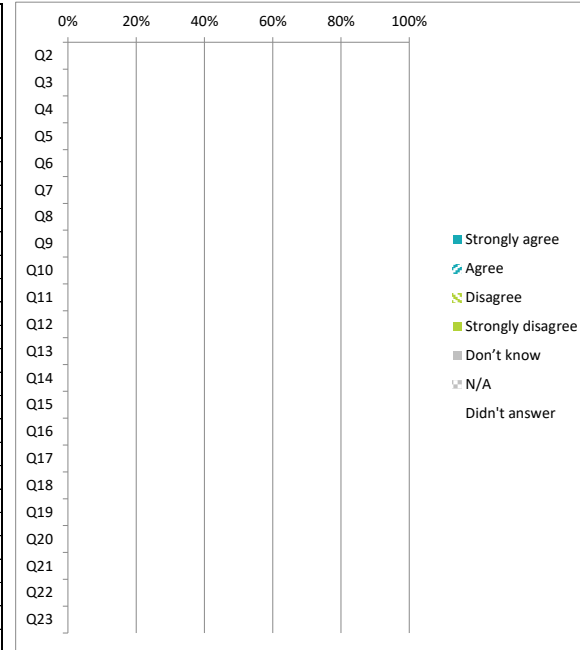 0% 20% 40% 60% 80% 100%
Q2
Q3
Q4
Q5
Q6
Q7
Q8
Q9
Q10
Q11
Q12
Q13
Q14
Q15
Q16
Q17
Q18
Q19
Q20
Q21
Q22
Q23
Strongly agree
Agree
Disagree
Strongly disagree
Don’t know
N/A
Didn't answer